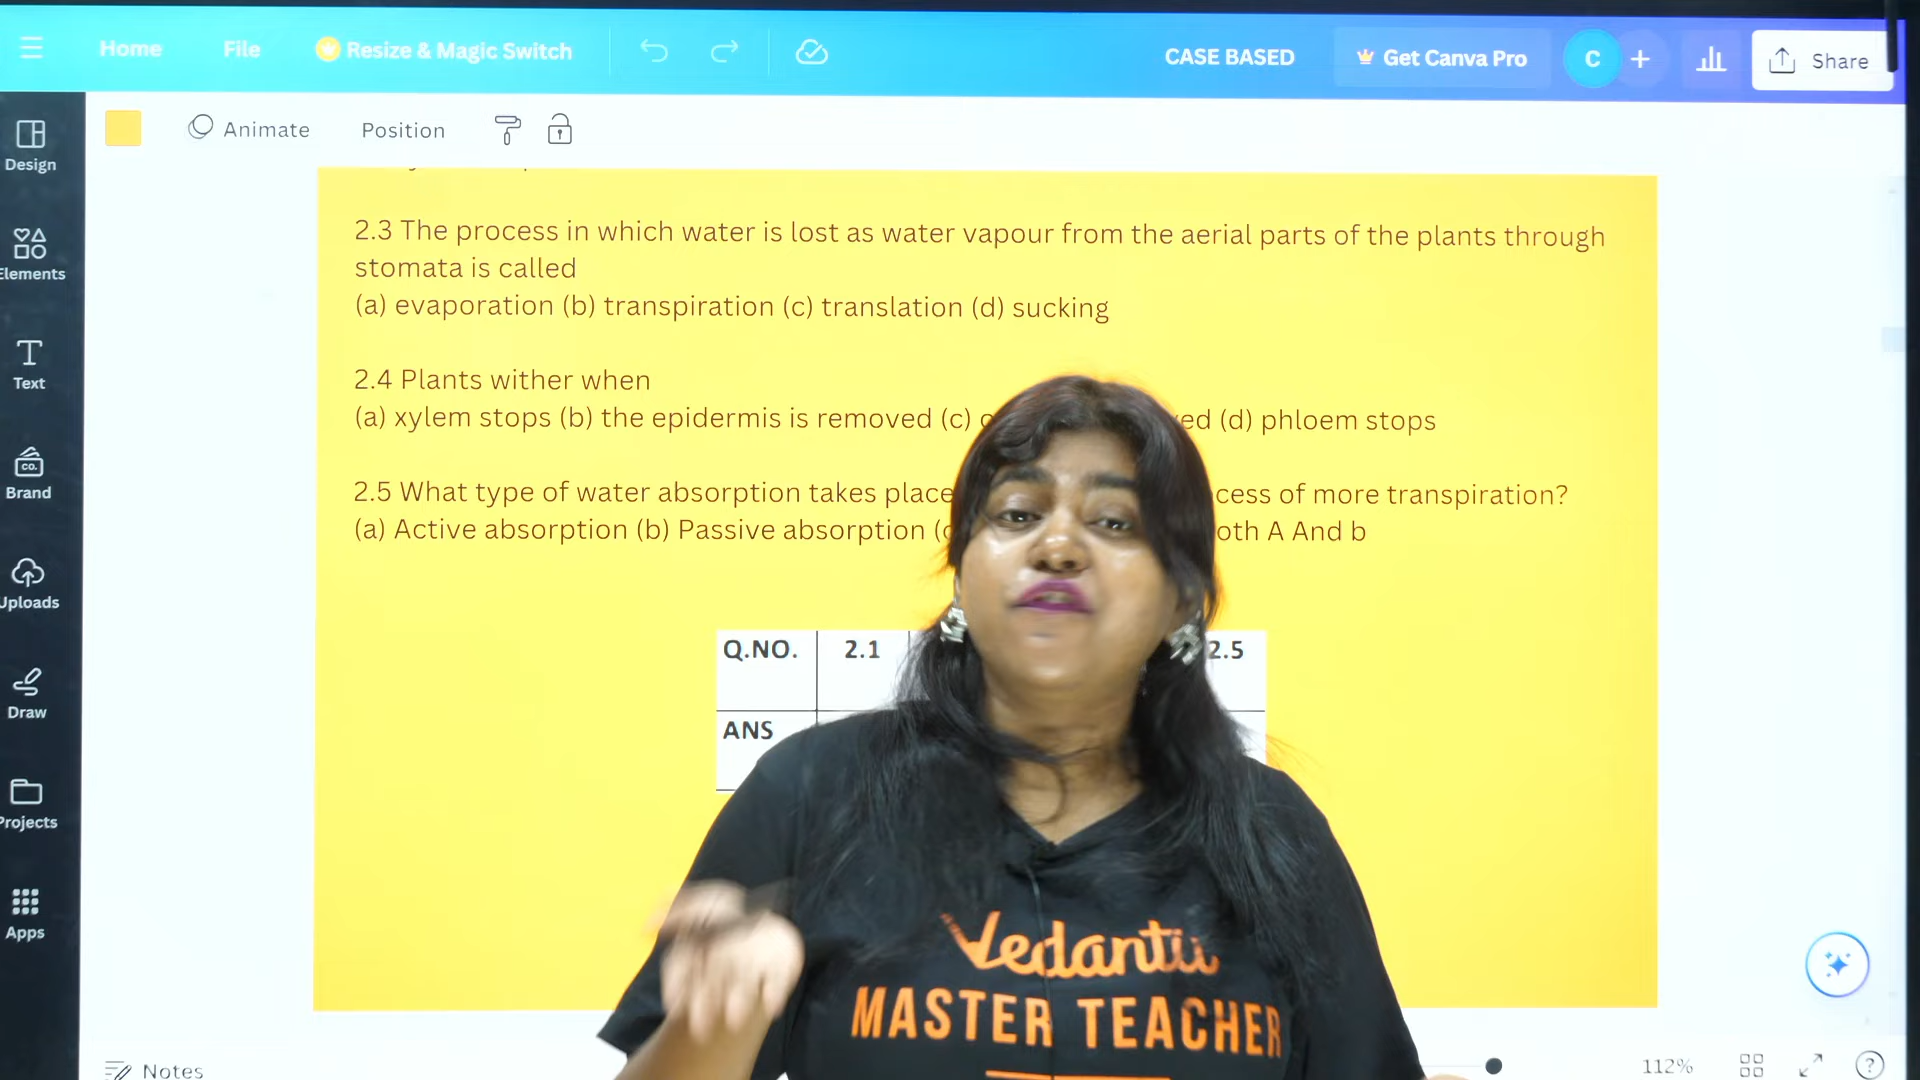 Home File Resize & Magic Switch CASE BASED Get Canva Pro C + Share
Animate Position
Design
Elements
Text
Brand
Uploads
Draw
Projects
Apps
2.3 The process in which water is lost as water vapour from the aerial parts of the plants through
stomata is called
(a) evaporation (b) transpiration (c) translation (d) sucking
2.4 Plants wither when
(a) xylem stops (b) the epidermis is removed (c) (d) phloem stops
2.5 What type of water absorption takes place of more transpiration?
(a) Active absorption (b) Passive absorption A And b
Q.NO. 2.1 2.5
ANS
Vedantu
MASTER TEACHER
Notes 112%